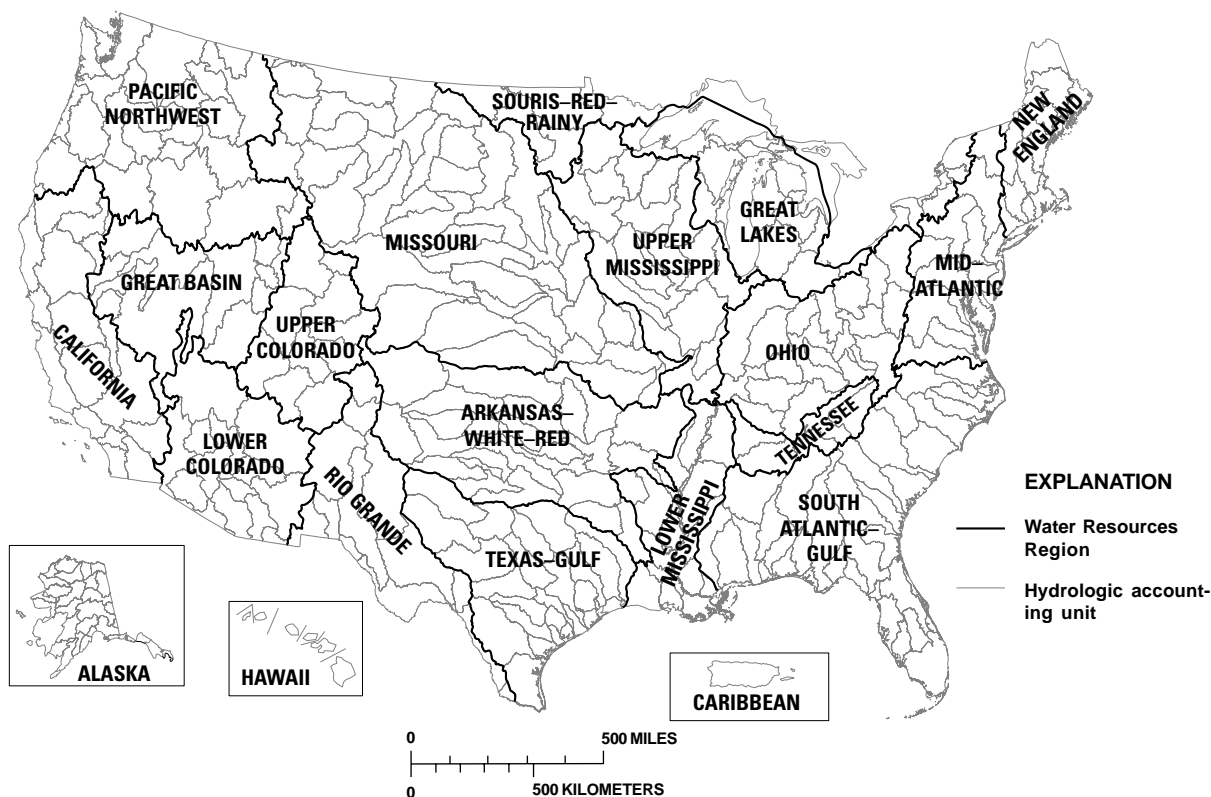 PACIFIC
NORTHWEST
SOURIS–RED–
RAINY
NEW
ENGLAND
MISSOURI
UPPER
MISSISSIPPI
GREAT
LAKES
MID–
ATLANTIC
GREAT BASIN
UPPER
COLORADO
CALIFORNIA
OHIO
TENNESSEE
ARKANSAS–
WHITE–RED
LOWER
COLORADO
RIO GRANDE
TEXAS–GULF
LOWER
MISSISSIPPI
SOUTH
ATLANTIC–
GULF
EXPLANATION
Water Resources
Region
Hydrologic account-
ing unit
ALASKA
HAWAII
CARIBBEAN
0 500 MILES
0 500 KILOMETERS